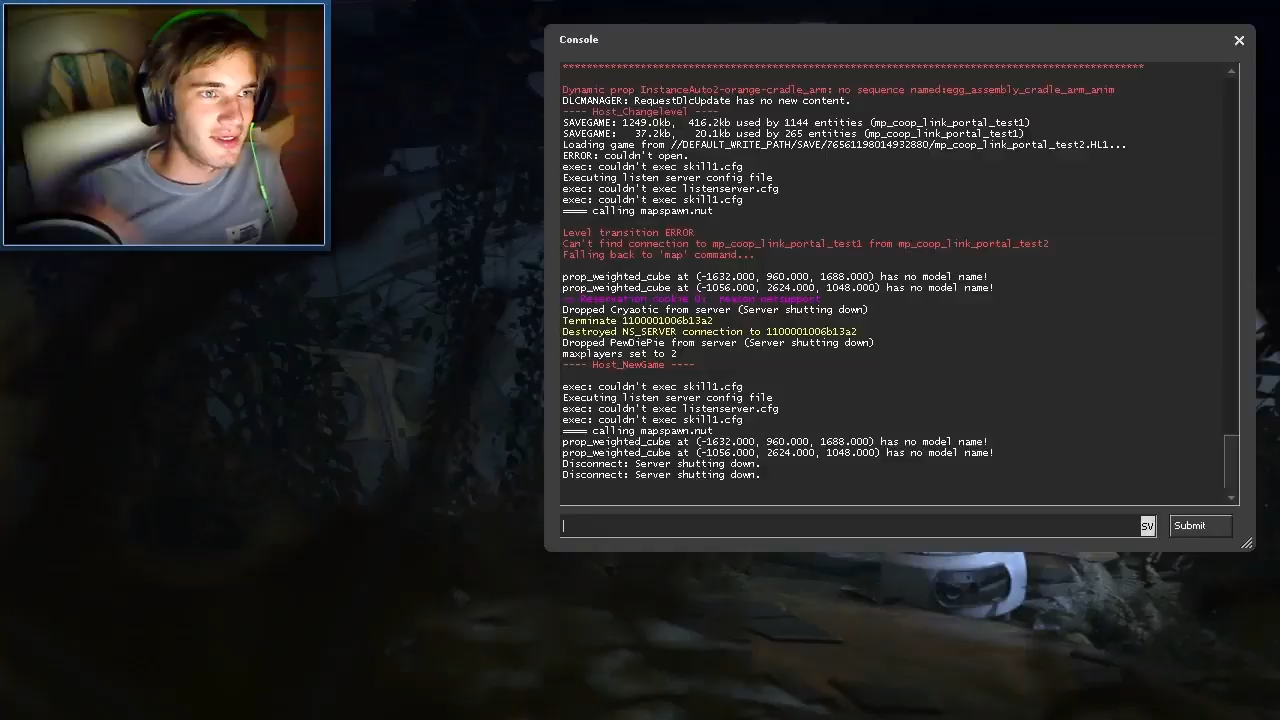 Console
*************************************************************************************************
Dynamic prop InstanceAuto2-orange-cradle_arm: no sequence named:egg_assembly_cradle_arm_anim
DLCMANAGER: RequestDlcUpdate has no new content.
---- Host_Changelevel ----
SAVEGAME: 1249.0kb,  416.2kb used by 1144 entities (mp_coop_link_portal_test1)
SAVEGAME:   37.2kb,   20.1kb used by 265 entities (mp_coop_link_portal_test1)
Loading game from //DEFAULT_WRITE_PATH/SAVE/76561198014932880/mp_coop_link_portal_test2.HL1...
ERROR: couldn't open.
exec: couldn't exec skill1.cfg
Executing listen server config file
exec: couldn't exec listenserver.cfg
exec: couldn't exec skill1.cfg
==== calling mapspawn.nut
Level transition ERROR
Can't find connection to mp_coop_link_portal_test1 from mp_coop_link_portal_test2
Falling back to 'map' command...
prop_weighted_cube at (-1632.000, 960.000, 1688.000) has no model name!
prop_weighted_cube at (-1056.000, 2624.000, 1048.000) has no model name!
Reservation cookie 0: reason netsupport
Dropped Cryaotic from server (Server shutting down)
Terminate 1100001006b13a2
Destroyed NS_SERVER connection to 1100001006b13a2
Dropped PewDiePie from server (Server shutting down)
maxplayers set to 2
---- Host_NewGame ----
exec: couldn't exec skill1.cfg
Executing listen server config file
exec: couldn't exec listenserver.cfg
exec: couldn't exec skill1.cfg
==== calling mapspawn.nut
prop_weighted_cube at (-1632.000, 960.000, 1688.000) has no model name!
prop_weighted_cube at (-1056.000, 2624.000, 1048.000) has no model name!
Disconnect: Server shutting down.
Disconnect: Server shutting down.
SV Submit